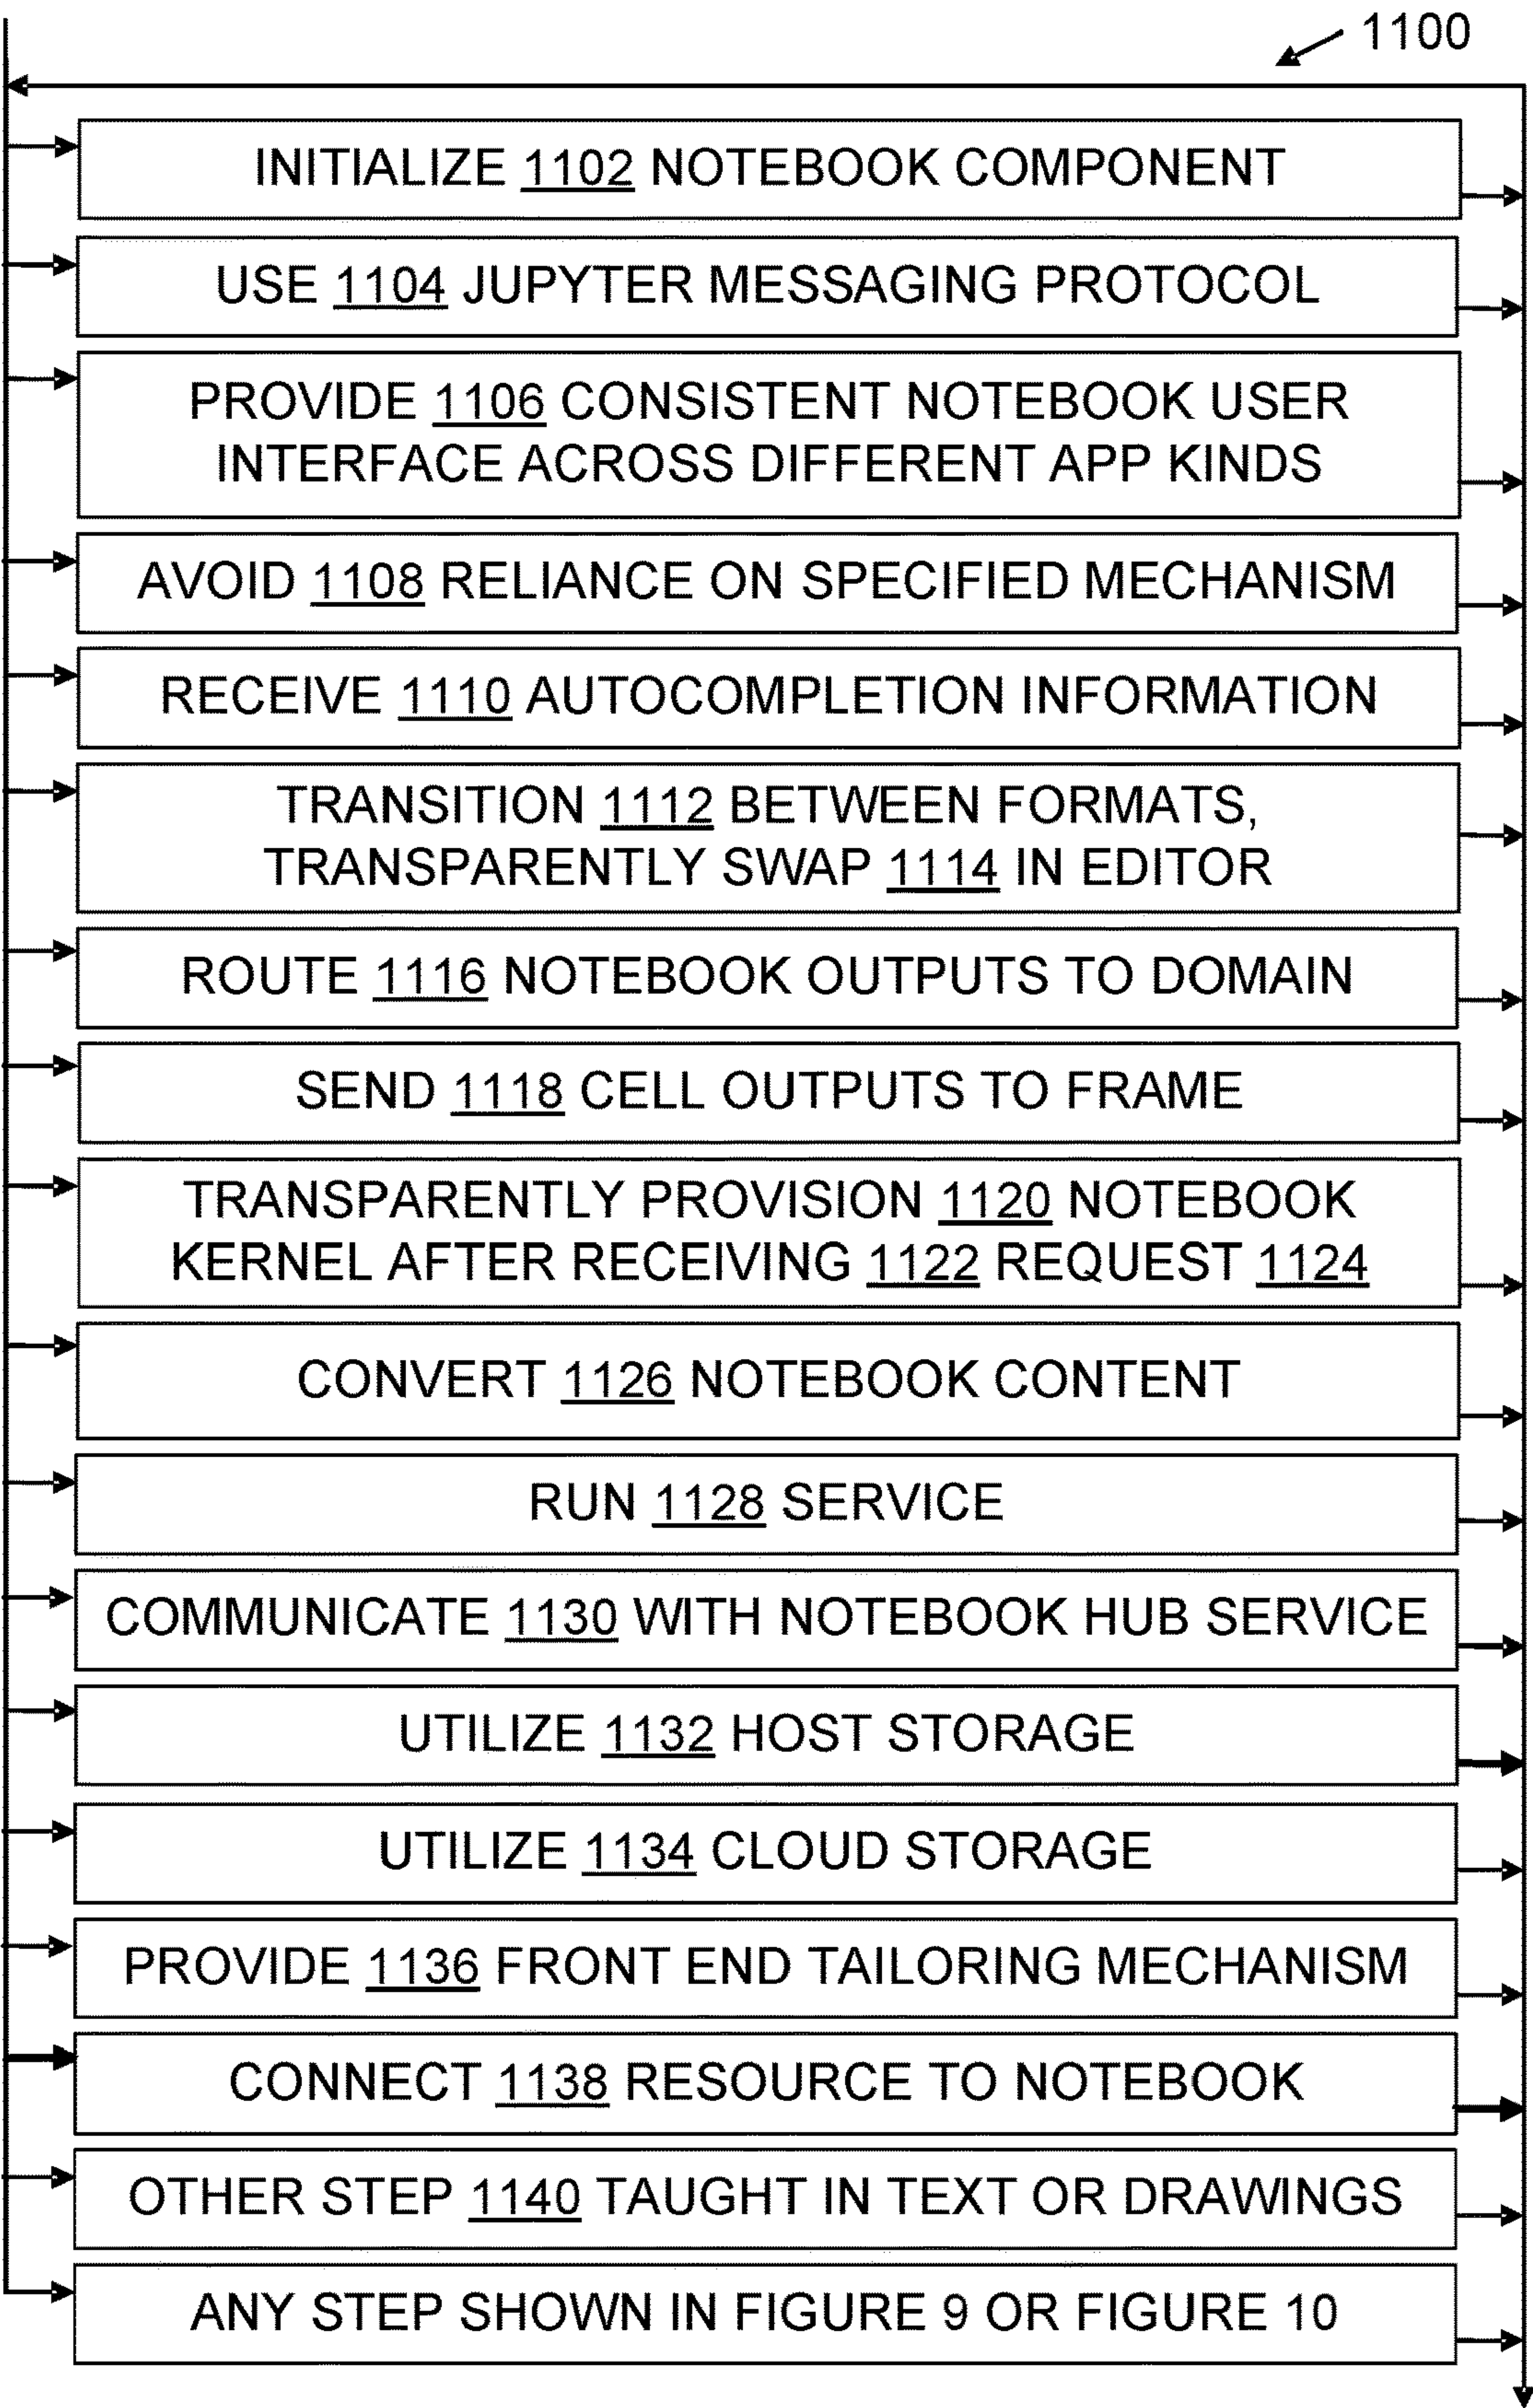 1100
INITIALIZE 1102 NOTEBOOK COMPONENT
USE 1104 JUPYTER MESSAGING PROTOCOL
PROVIDE 1106 CONSISTENT NOTEBOOK USER
INTERFACE ACROSS DIFFERENT APP KINDS
AVOID 1108 RELIANCE ON SPECIFIED MECHANISM
RECEIVE 1110 AUTOCOMPLETION INFORMATION
TRANSITION 1112 BETWEEN FORMATS,
TRANSPARENTLY SWAP 1114 IN EDITOR
ROUTE 1116 NOTEBOOK OUTPUTS TO DOMAIN
SEND 1118 CELL OUTPUTS TO FRAME
TRANSPARENTLY PROVISION 1120 NOTEBOOK
KERNEL AFTER RECEIVING 1122 REQUEST 1124
CONVERT 1126 NOTEBOOK CONTENT
RUN 1128 SERVICE
COMMUNICATE 1130 WITH NOTEBOOK HUB SERVICE
UTILIZE 1132 HOST STORAGE
UTILIZE 1134 CLOUD STORAGE
PROVIDE 1136 FRONT END TAILORING MECHANISM
CONNECT 1138 RESOURCE TO NOTEBOOK
OTHER STEP 1140 TAUGHT IN TEXT OR DRAWINGS
ANY STEP SHOWN IN FIGURE 9 OR FIGURE 10